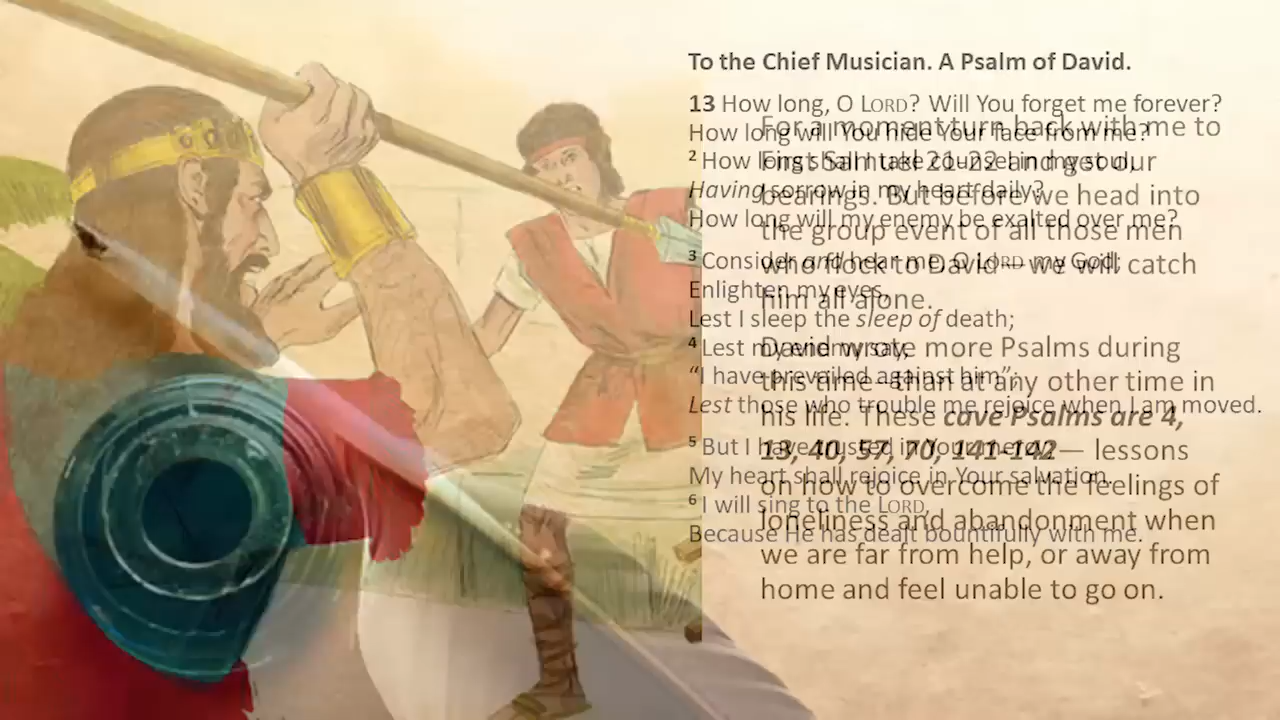 To the Chief Musician. A Psalm of David.
13 How long, O LORD? Will You forget me forever?
How long will You hide Your face from me?
2 How long shall I take counsel in my soul,
Having sorrow in my heart daily?
How long will my enemy be exalted over me?
3 Consider and hear me, O LORD my God;
Enlighten my eyes,
Lest I sleep the sleep of death;
4 Lest my enemy say,
“I have prevailed against him”;
Lest those who trouble me rejoice when I am moved.
5 But I have trusted in Your mercy;
My heart shall rejoice in Your salvation.
6 I will sing to the LORD,
Because He has dealt bountifully with me.
For a moment turn back with me to
First Samuel 21-22 and get our
bearings. But before we head into
the group event of all those men
who flock to David—we will catch
him all alone.
David wrote more Psalms during
this time—than at any other time in
his life. These cave Psalms are 4,
13, 40, 57, 70, 141-142— lessons
on how to overcome the feelings of
loneliness and abandonment when
we are far from help, or away from
home and feel unable to go on.